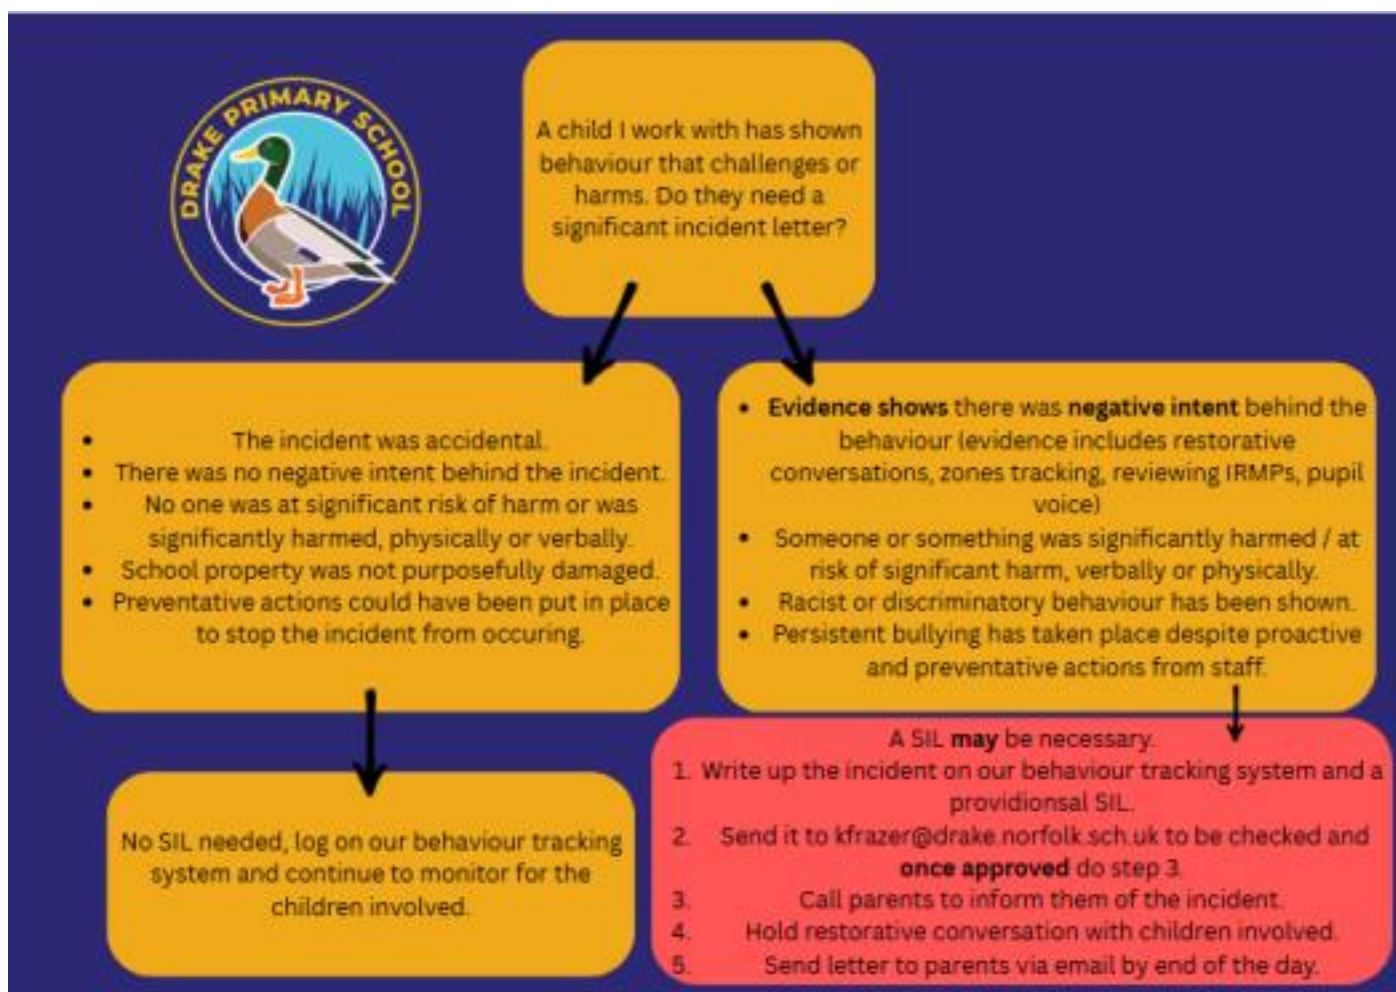 DRAKE PRIMARY SCHOOL
A child I work with has shown
behaviour that challenges or
harms. Do they need a
significant incident letter?
• The incident was accidental.
• There was no negative intent behind the incident.
• No one was at significant risk of harm or was
significantly harmed, physically or verbally.
• School property was not purposefully damaged.
• Preventative actions could have been put in place
to stop the incident from occuring.
• Evidence shows there was negative intent behind the
behaviour (evidence includes restorative
conversations, zones tracking, reviewing IRMPs, pupil
voice)
• Someone or something was significantly harmed / at
risk of significant harm, verbally or physically.
• Racist or discriminatory behaviour has been shown.
• Persistent bullying has taken place despite proactive
and preventative actions from staff.
No SIL needed, log on our behaviour tracking
system and continue to monitor for the
children involved.
A SIL may be necessary.
1. Write up the incident on our behaviour tracking system and a
providionsal SIL.
2. Send it to kfrazer@drake.norfolk.sch.uk to be checked and
once approved do step 3.
3. Call parents to inform them of the incident.
4. Hold restorative conversation with children involved.
5. Send letter to parents via email by end of the day.